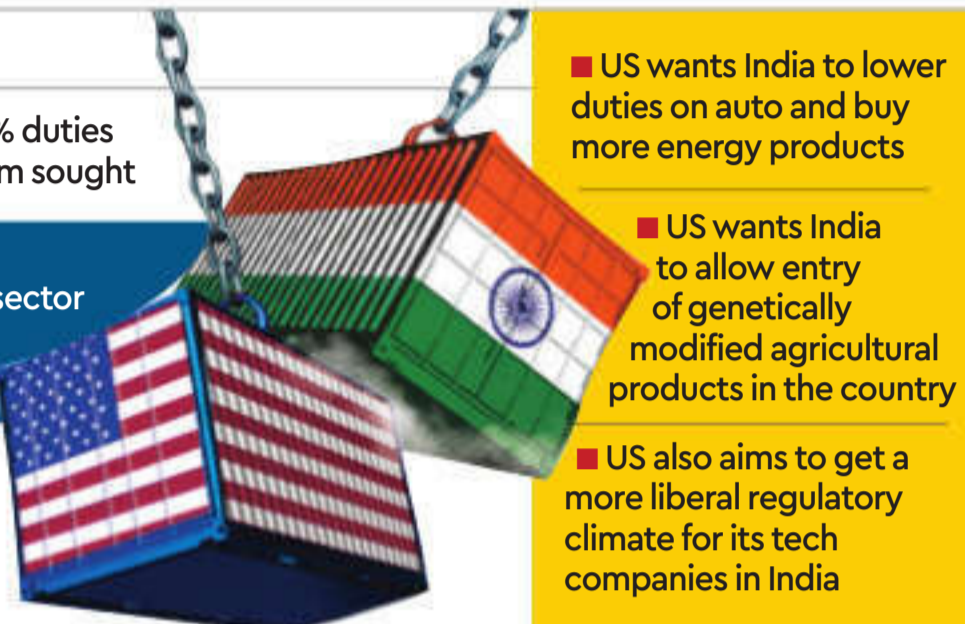 % duties
m sought
sector
■ US wants India to lower
duties on auto and buy
more energy products
■ US wants India
to allow entry
of genetically
modified agricultural
products in the country
■ US also aims to get a
more liberal regulatory
climate for its tech
companies in India